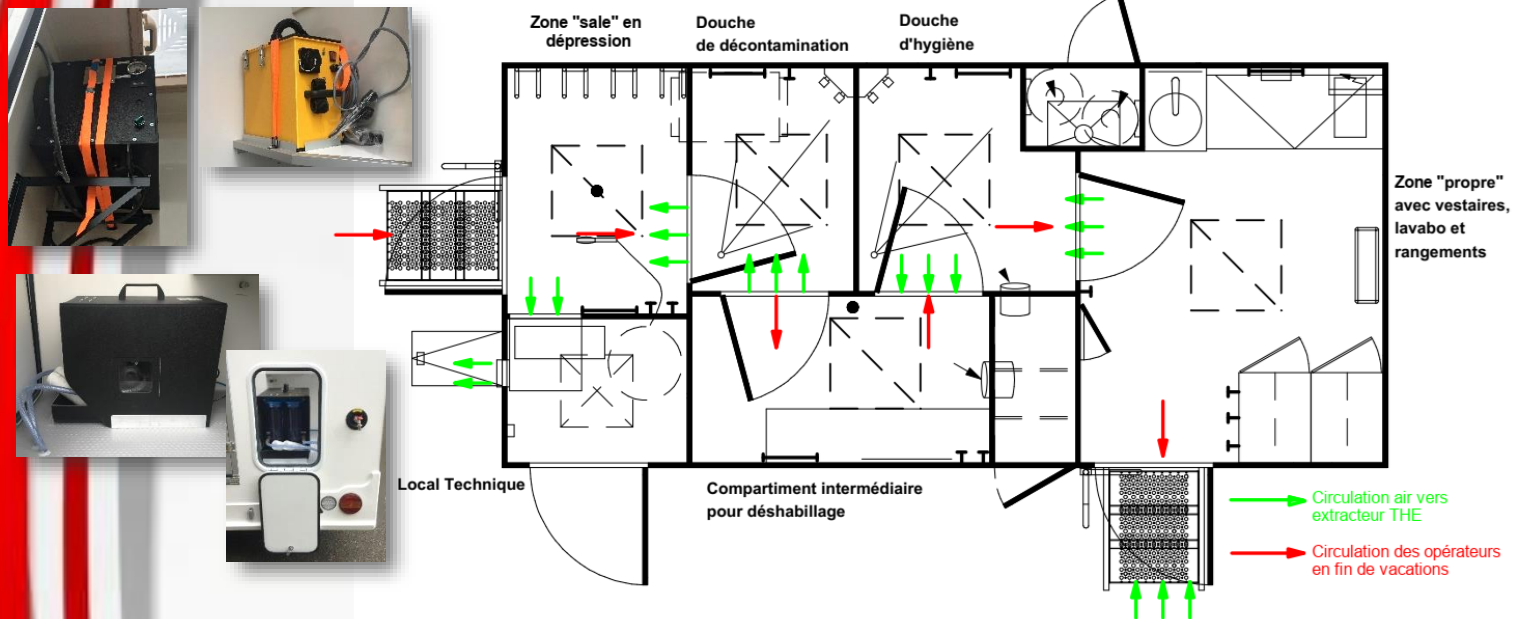 Zone "sale" en
dépression
Douche
de décontamination
Douche
d'hygiène
Zone "propre"
avec vestaires,
lavabo et
rangements
Local Technique
Compartiment intermédiaire
pour déshabillage
Circulation air vers
extracteur THE
Circulation des opérateurs
en fin de vacations